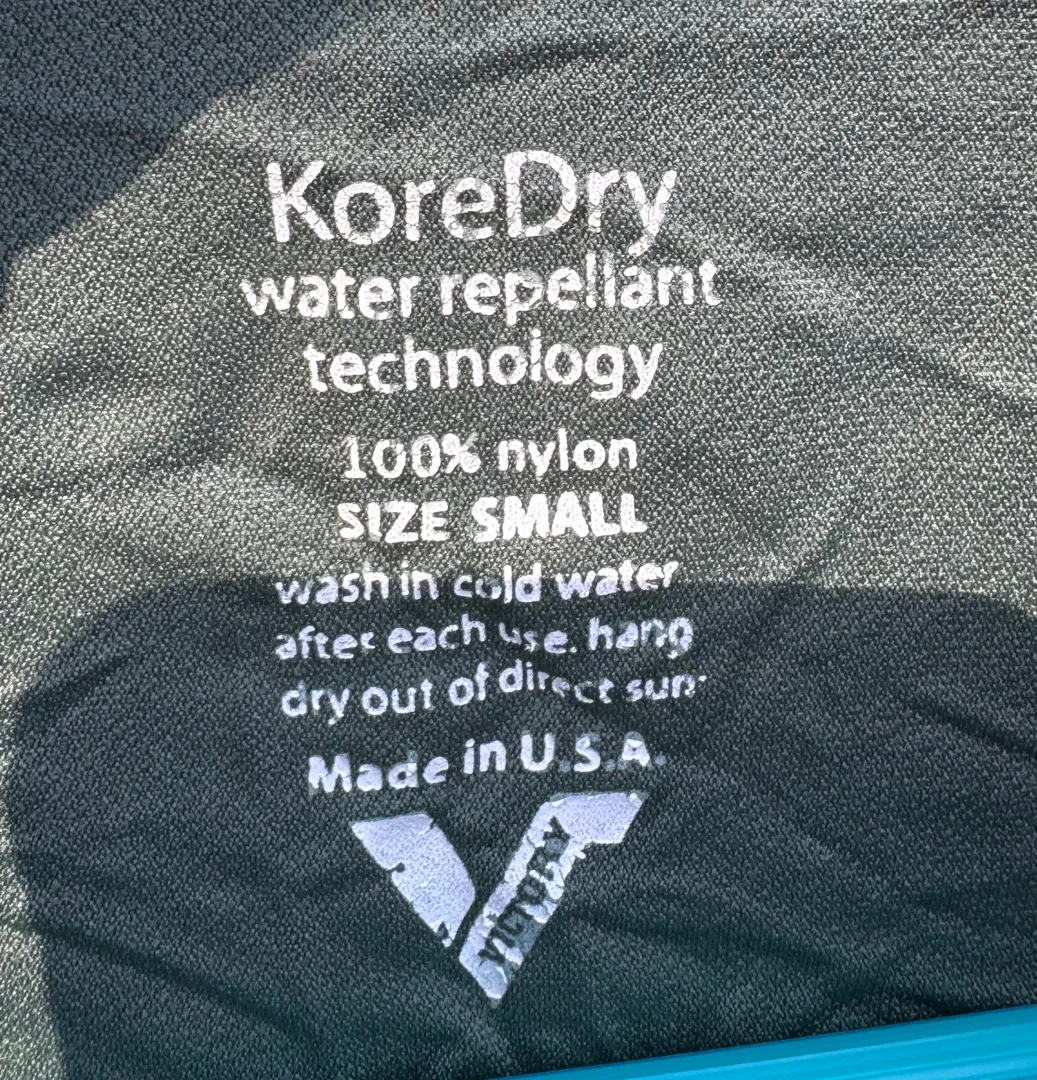 KoreDry
water repellant
technology
100% nylon
SIZE SMALL
wash in cold water
after each use. hang
dry out of direct sun.
Made in U.S.A.
VICTORY